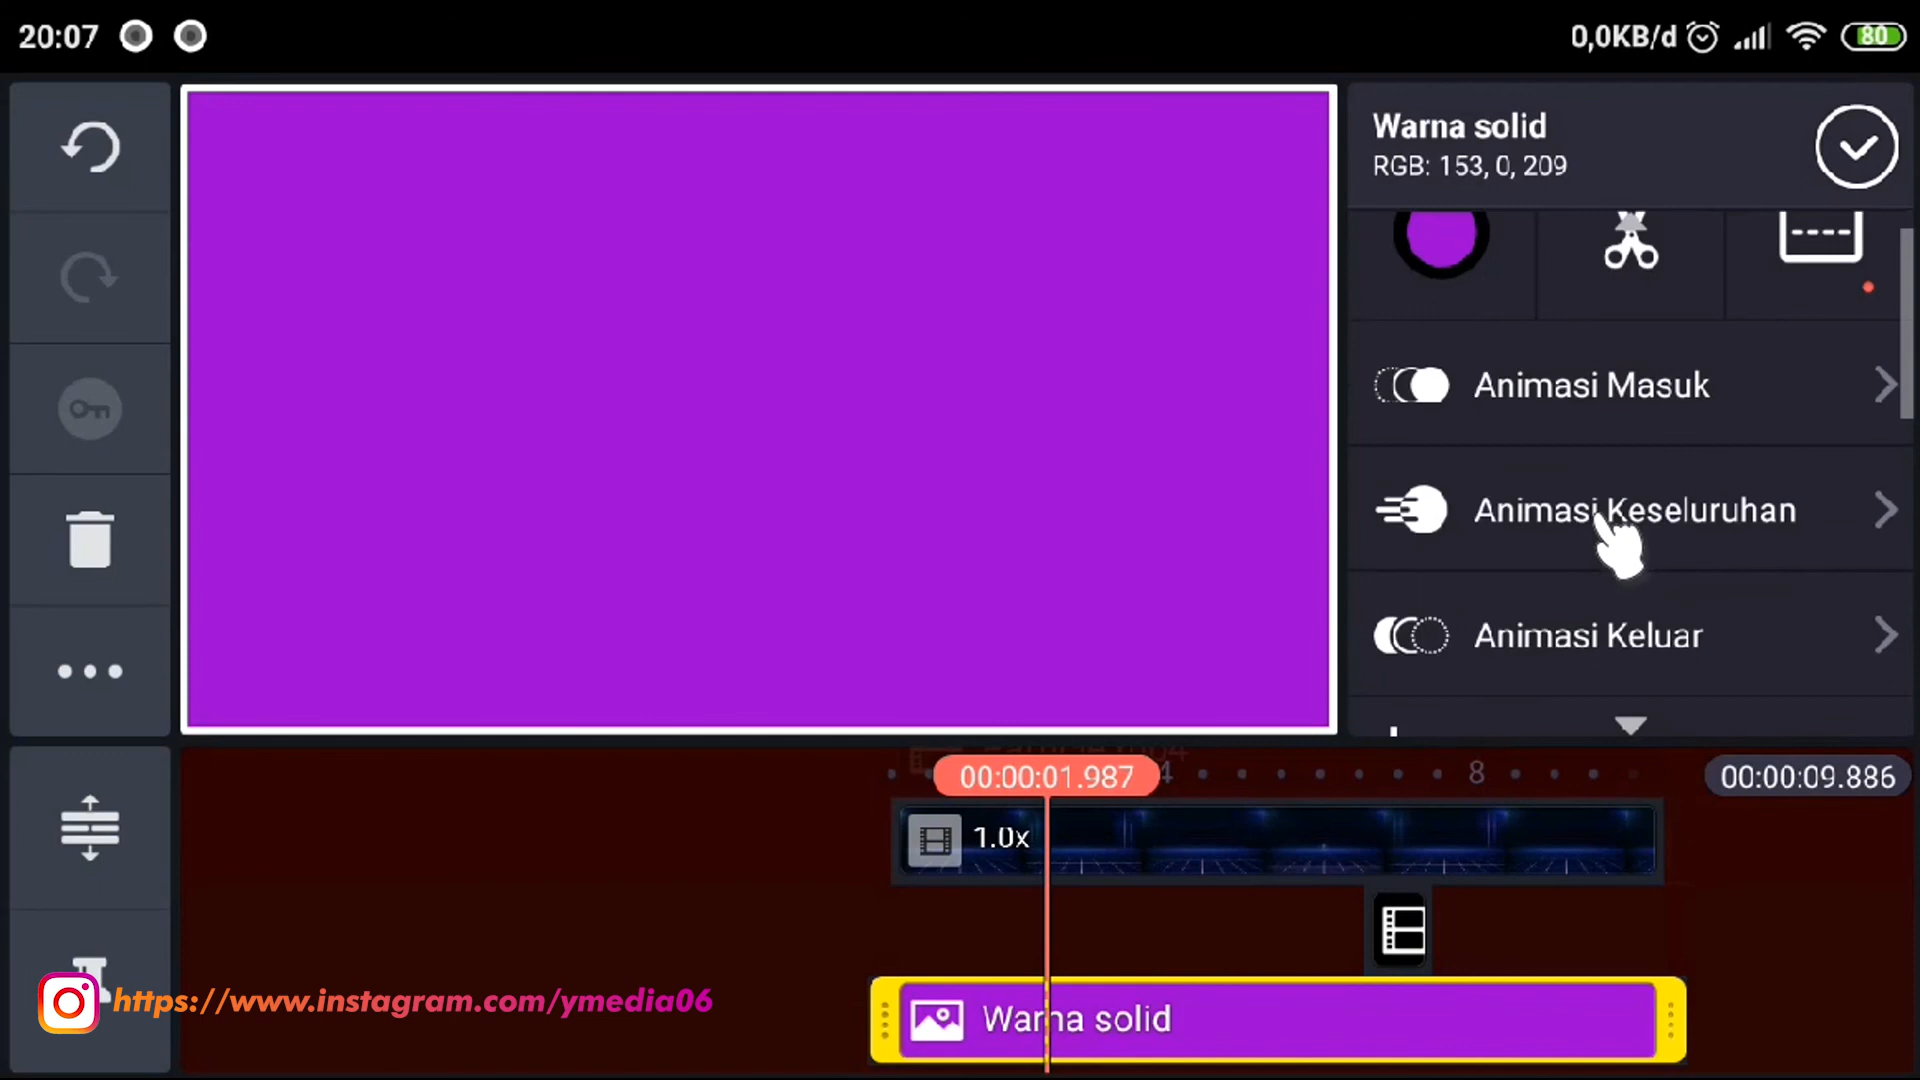 20:07
0,0KB/d
80
Warna solid
RGB: 153, 0, 209
Animasi Masuk
Animasi Keseluruhan
Animasi Keluar
00:00:01.987
4
8
00:00:09.886
1.0x
https://www.instagram.com/ymedia06
Warna solid